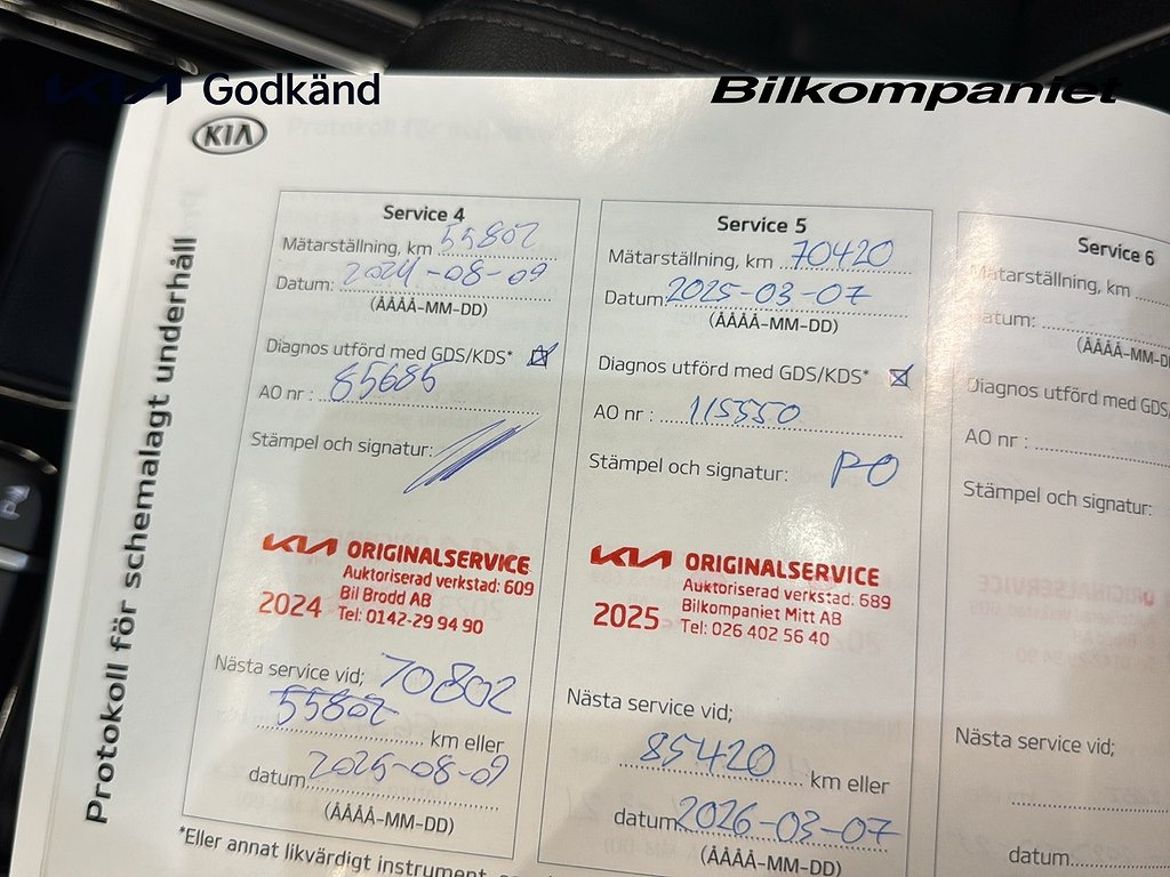 KIA Godkänd
Bilkompaniet
KIA
Protokoll för schemalagt underhåll
Service 4
Mätarställning, km 55802
Datum: 2024-08-09
(ÅÅÅÅ-MM-DD)
Diagnos utförd med GDS/KDS*
AO nr : 85685
Stämpel och signatur:
KIA ORIGINALSERVICE
Auktoriserad verkstad: 609
Bil Brodd AB
2024 Tel: 0142-29 94 90
Nästa service vid; 70802
55802 km eller
datum 2025-08-09
(ÅÅÅÅ-MM-DD)
*Eller annat likvärdigt instrument
Service 5
Mätarställning, km 70420
Datum: 2025-03-07
(ÅÅÅÅ-MM-DD)
Diagnos utförd med GDS/KDS*
AO nr : 115550
Stämpel och signatur: PO
KIA ORIGINALSERVICE
Auktoriserad verkstad: 689
Bilkompaniet Mitt AB
2025 Tel: 026 402 56 40
Nästa service vid;
85420 km eller
datum 2026-03-07
(ÅÅÅÅ-MM-DD)
Service 6
Mätarställning, km
Datum:
(ÅÅÅÅ-MM-D
Diagnos utförd med GDS
AO nr :
Stämpel och signatur:
Nästa service vid;
datum